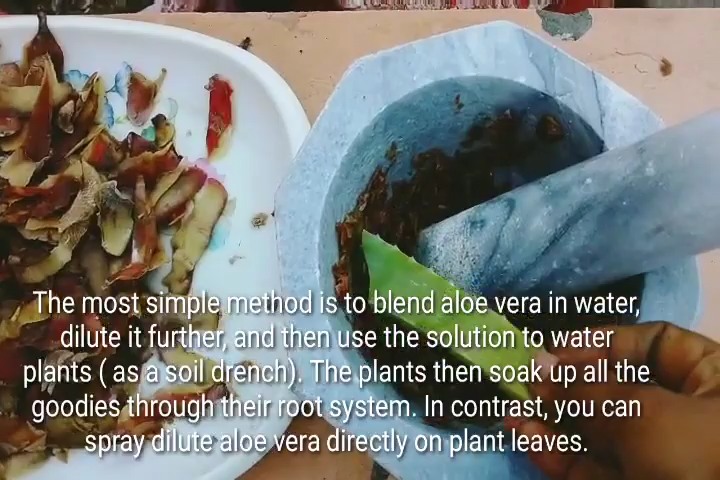 The most simple method is to blend aloe vera in water,
dilute it further, and then use the solution to water
plants ( as a soil drench). The plants then soak up all the
goodies through their root system. In contrast, you can
spray dilute aloe vera directly on plant leaves.